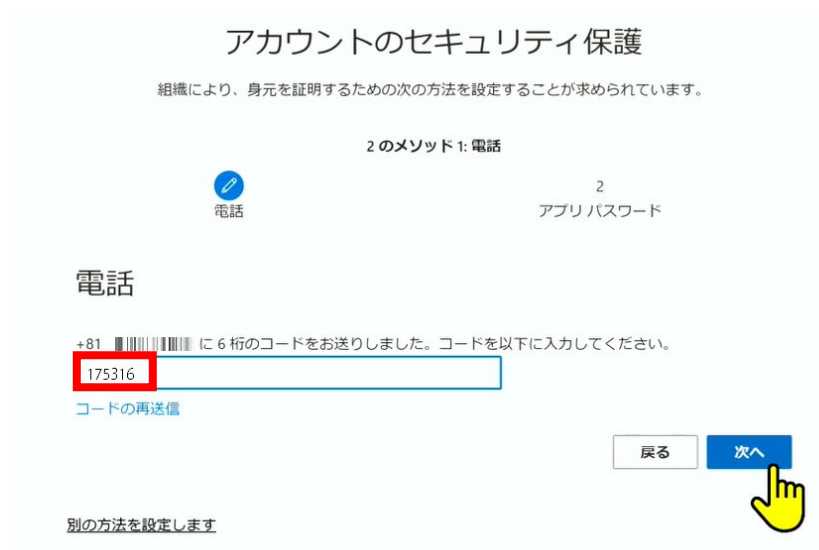 アカウントのセキュリティ保護
組織により、身元を証明するための次の方法を設定することが求められています。
2 のメソッド 1: 電話
電話
2
アプリ パスワード
電話
+81 に 6 桁のコードをお送りしました。コードを以下に入力してください。
175316
コードの再送信
戻る 次へ
別の方法を設定します